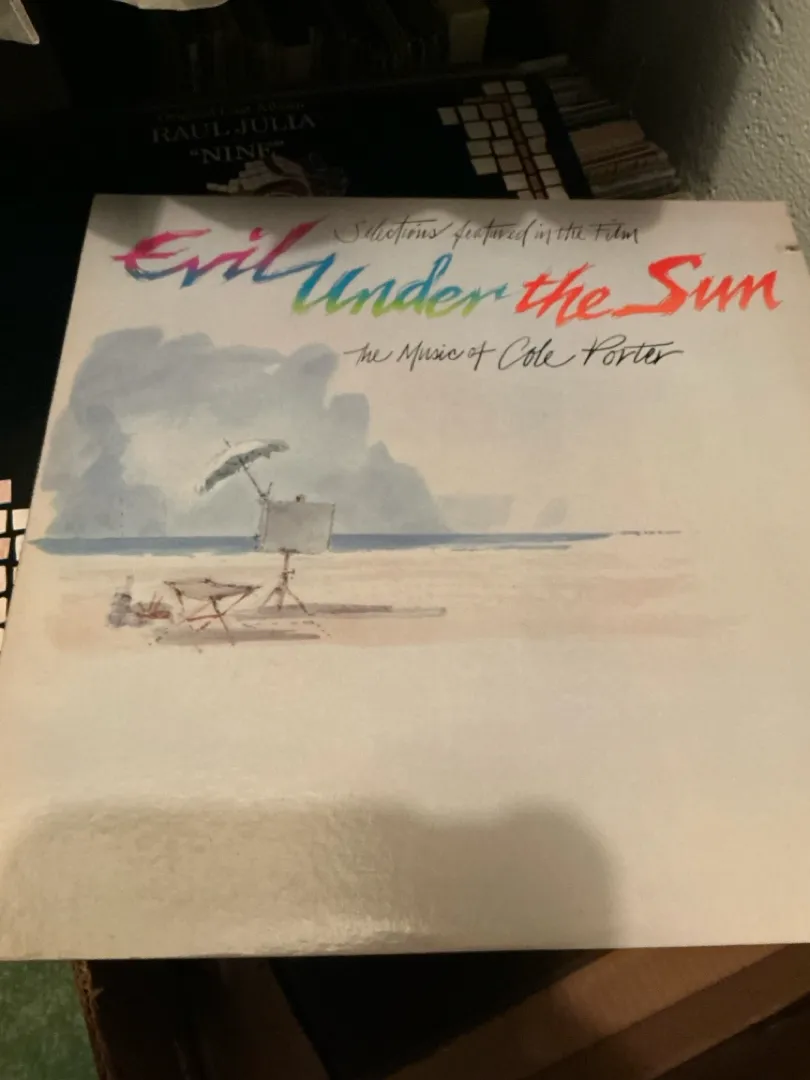 RAUL JULIA
"NINE"
Selections featured in the Film
Evil Under the Sun
The Music of Cole Porter